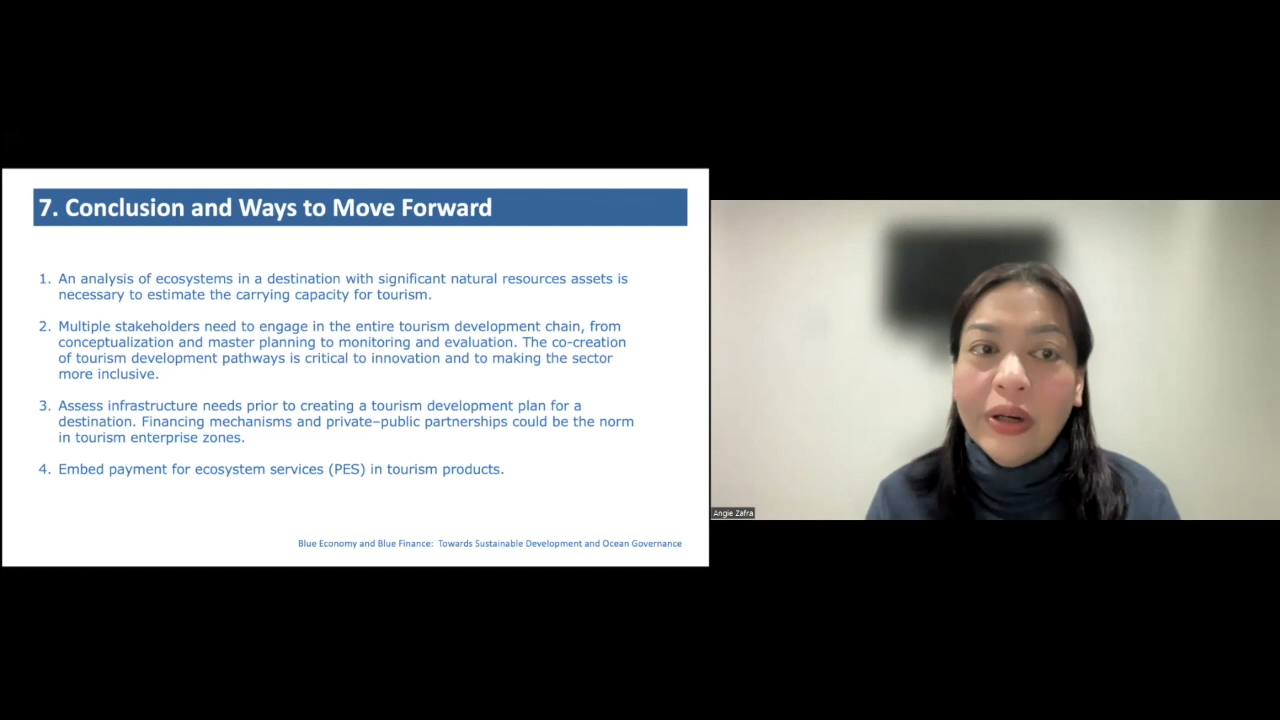 7. Conclusion and Ways to Move Forward
1. An analysis of ecosystems in a destination with significant natural resources assets is
necessary to estimate the carrying capacity for tourism.
2. Multiple stakeholders need to engage in the entire tourism development chain, from
conceptualization and master planning to monitoring and evaluation. The co-creation
of tourism development pathways is critical to innovation and to making the sector
more inclusive.
3. Assess infrastructure needs prior to creating a tourism development plan for a
destination. Financing mechanisms and private–public partnerships could be the norm
in tourism enterprise zones.
4. Embed payment for ecosystem services (PES) in tourism products.
Blue Economy and Blue Finance: Towards Sustainable Development and Ocean Governance
Angie Zafra